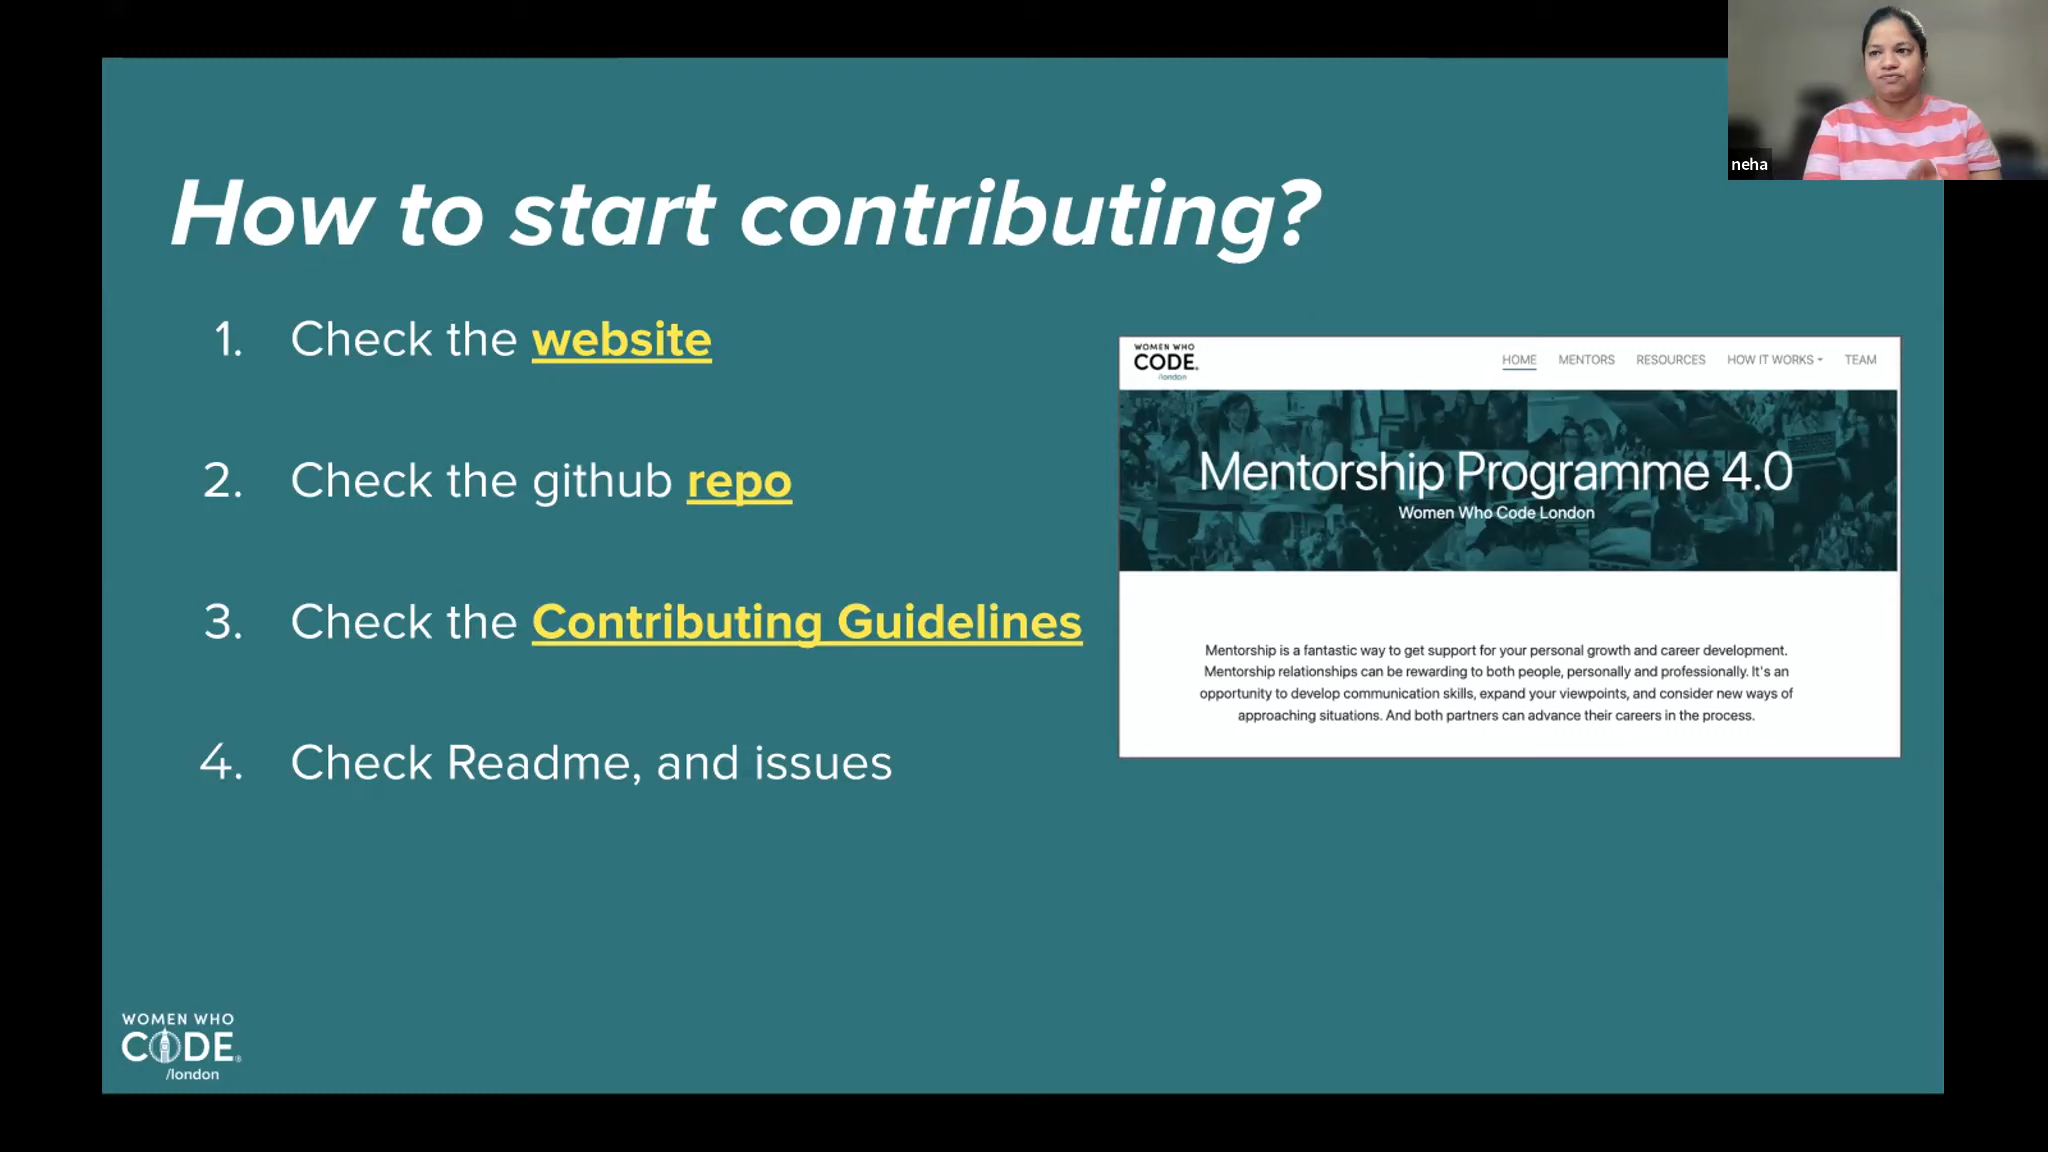 neha
How to start contributing?
1. Check the website
2. Check the github repo
3. Check the Contributing Guidelines
4. Check Readme, and issues
WOMEN WHO
CODE®
/london
HOME MENTORS RESOURCES HOW IT WORKS TEAM
Mentorship Programme 4.0
Women Who Code London
Mentorship is a fantastic way to get support for your personal growth and career development.
Mentorship relationships can be rewarding to both people, personally and professionally. It's an
opportunity to develop communication skills, expand your viewpoints, and consider new ways of
approaching situations. And both partners can advance their careers in the process.
WOMEN WHO
CODE®
/london